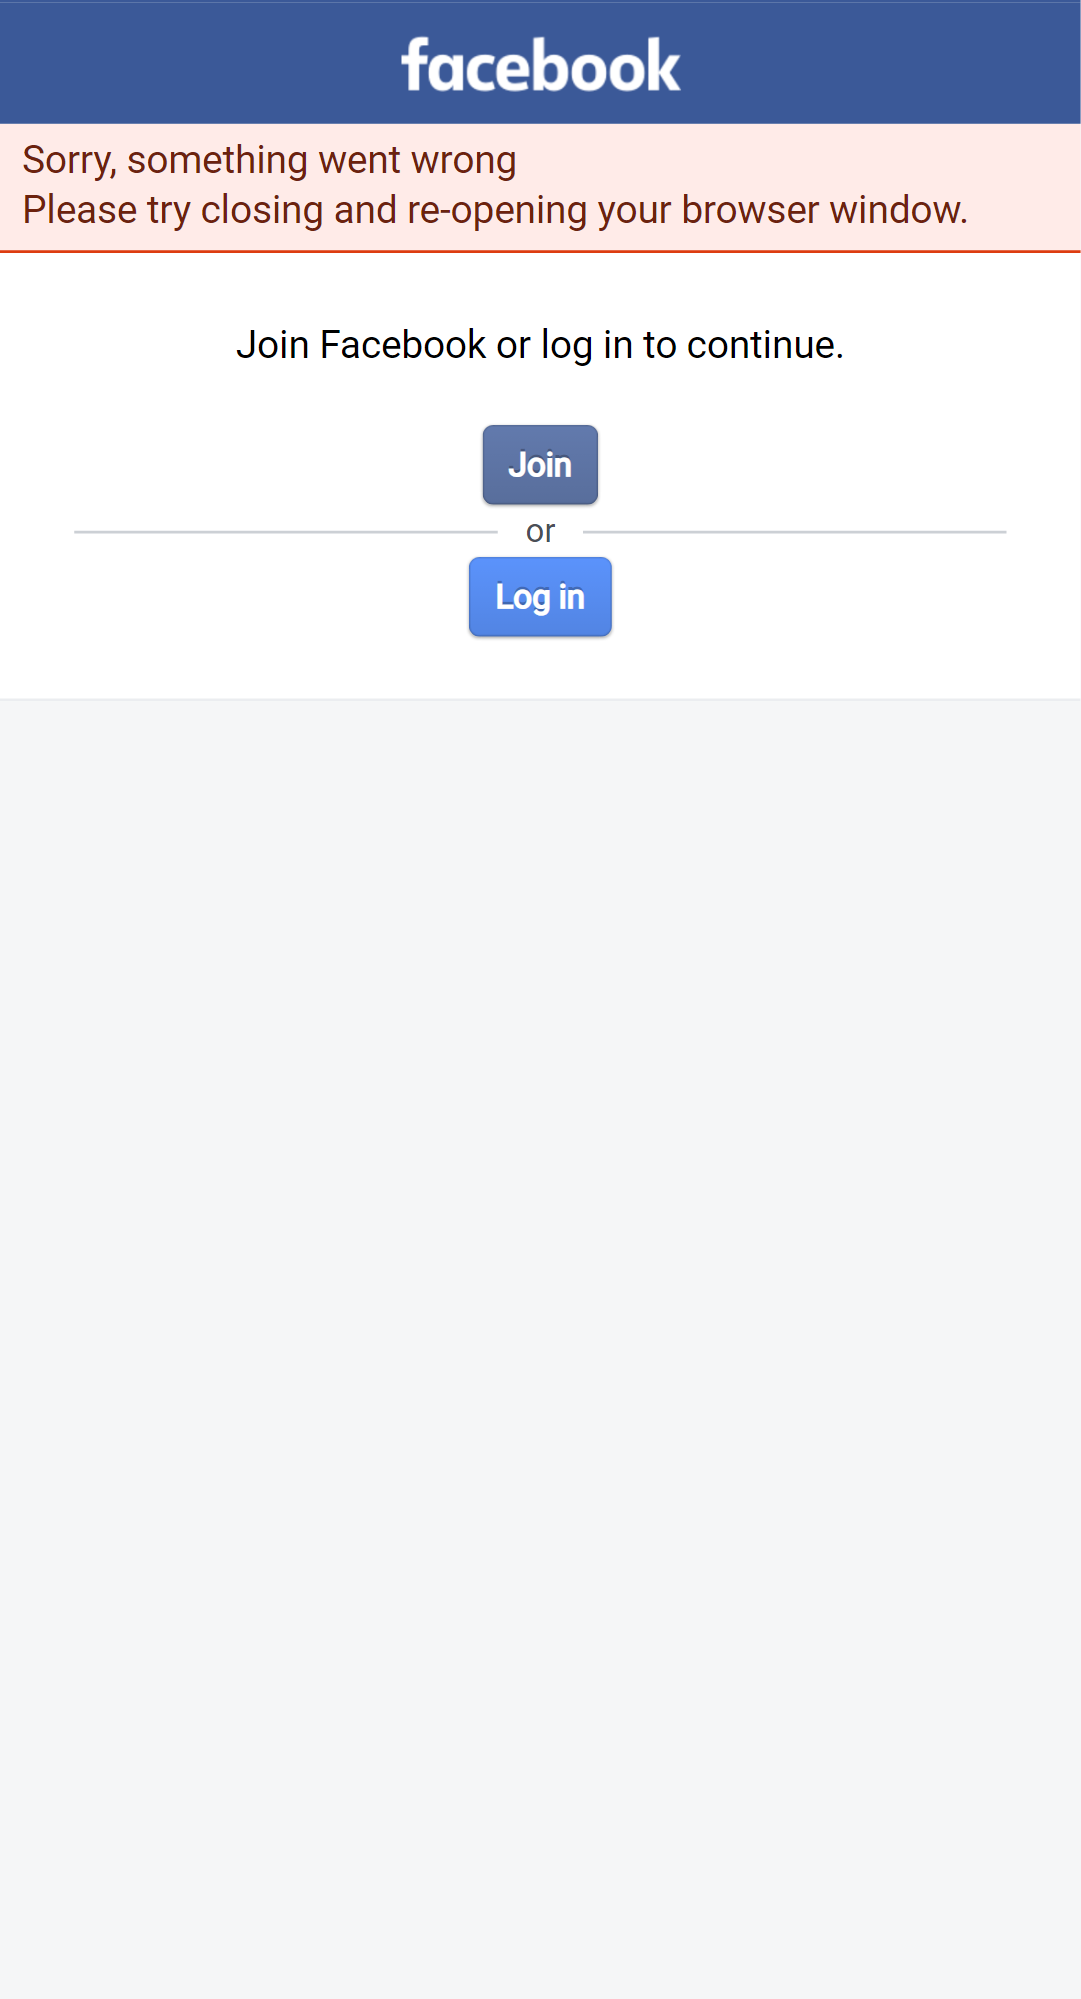 facebook
Sorry, something went wrong
Please try closing and re-opening your browser window.
Join Facebook or log in to continue.
Join
or
Log in